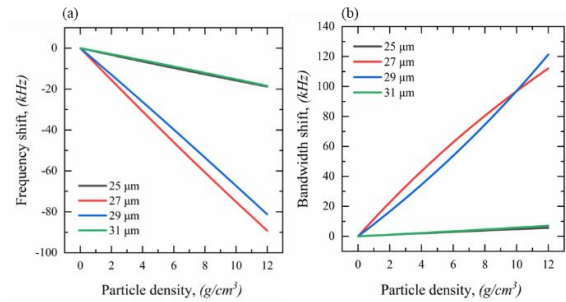 (a)
0
-20
-40
-60
-80
-100
Frequency shift, (kHz)
25 μm
27 μm
29 μm
31 μm
0 2 4 6 8 10 12
Particle density, (g/cm³)
(b)
140
120
100
80
60
40
20
0
Bandwidth shift, (kHz)
25 μm
27 μm
29 μm
31 μm
0 2 4 6 8 10 12
Particle density, (g/cm³)